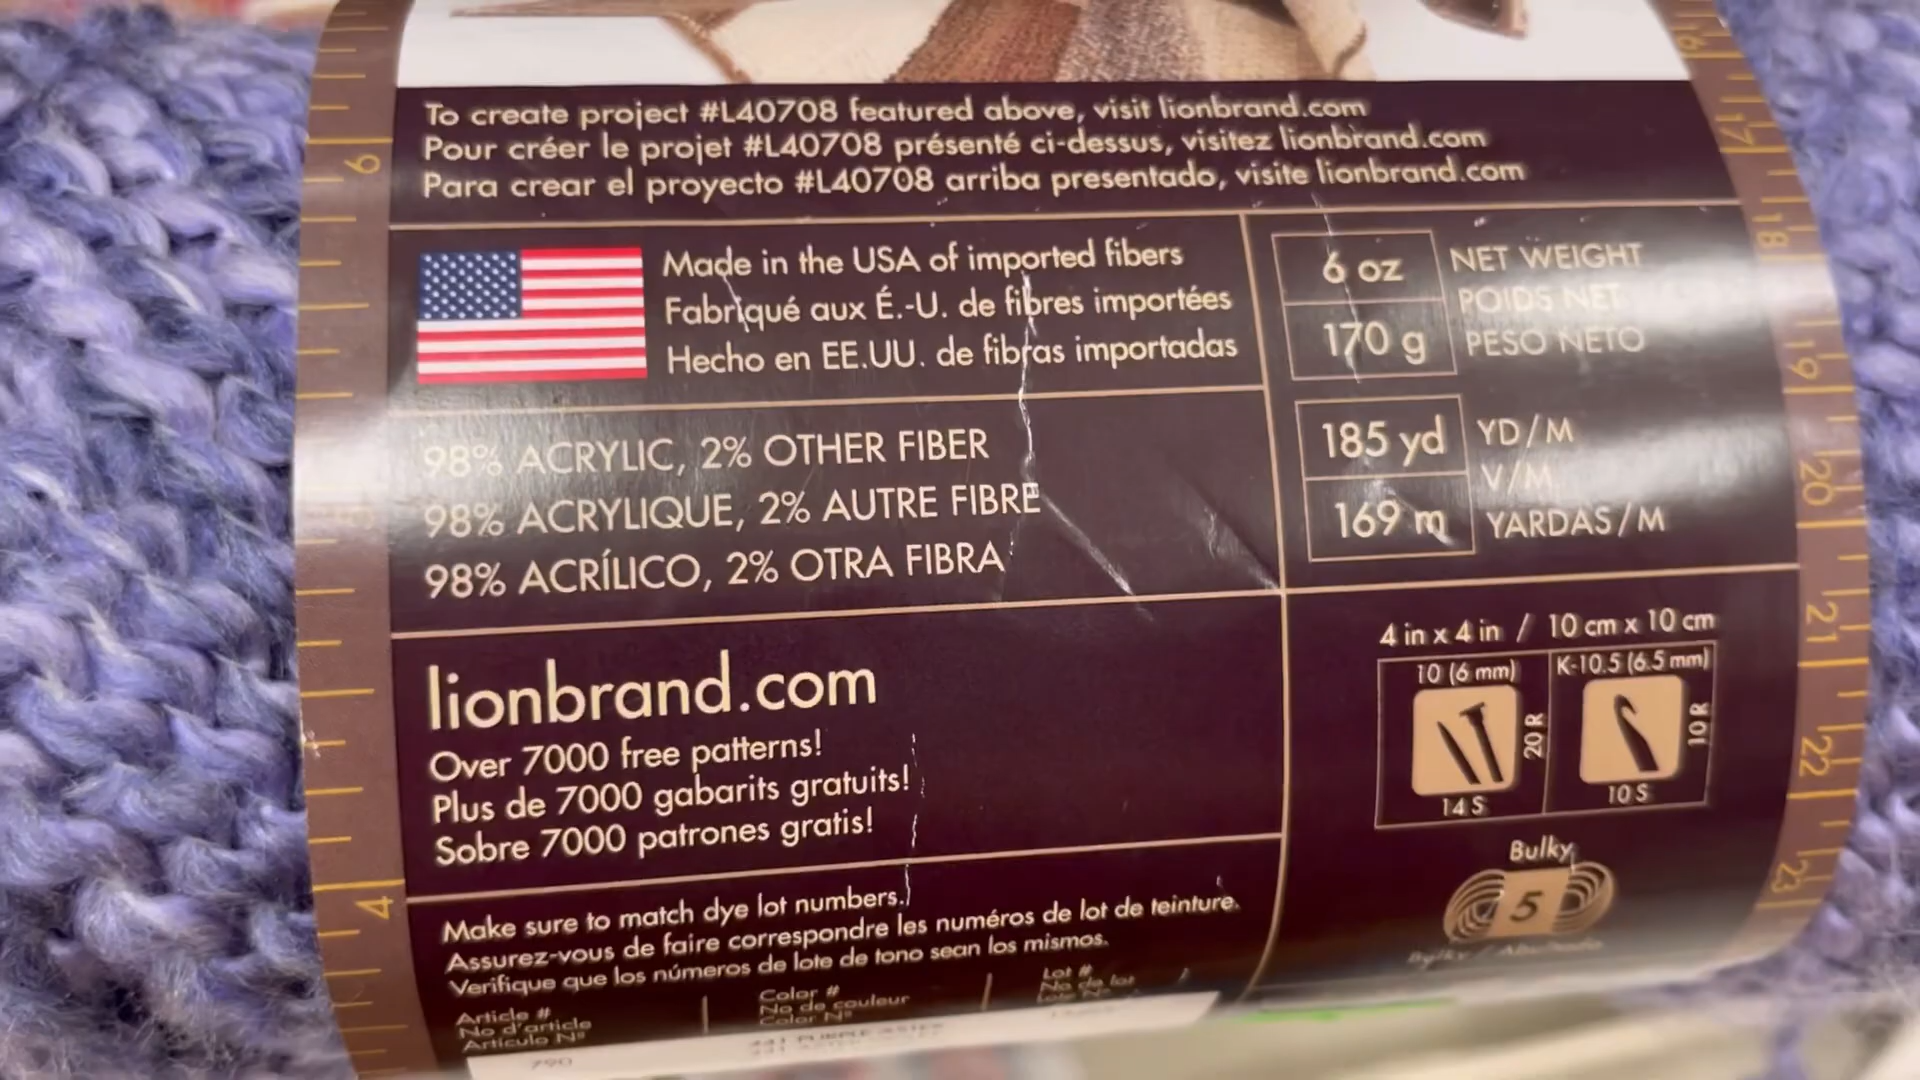 To create project #L40708 featured above, visit lionbrand.com
Pour créer le projet #L40708 présenté ci-dessus, visitez lionbrand.com
Para crear el proyecto #L40708 arriba presentado, visite lionbrand.com
Made in the USA of imported fibers
Fabriqué aux É.-U. de fibres importées
Hecho en EE.UU. de fibras importadas
6 oz
170 g
NET WEIGHT
POIDS NET
PESO NETO
98% ACRYLIC, 2% OTHER FIBER
98% ACRYLIQUE, 2% AUTRE FIBRE
98% ACRÍLICO, 2% OTRA FIBRA
185 yd
169 m
YD/M
V/M
YARDAS/M
lionbrand.com
Over 7000 free patterns!
Plus de 7000 gabarits gratuits!
Sobre 7000 patrones gratis!
4 in x 4 in / 10 cm x 10 cm
10 (6 mm)
20 R
14 S
K-10.5 (6.5 mm)
10 R
10 S
Bulky
5
Make sure to match dye lot numbers.
Assurez-vous de faire correspondre les numéros de lot de teinture.
Verifique que los números de lote de tono sean los mismos.
Article #
No d'article
Artículo Nº
Color #
No de couleur
Color Nº
Lot #
No de lot
790
6
4
16
17
18
19
20
21
22
23